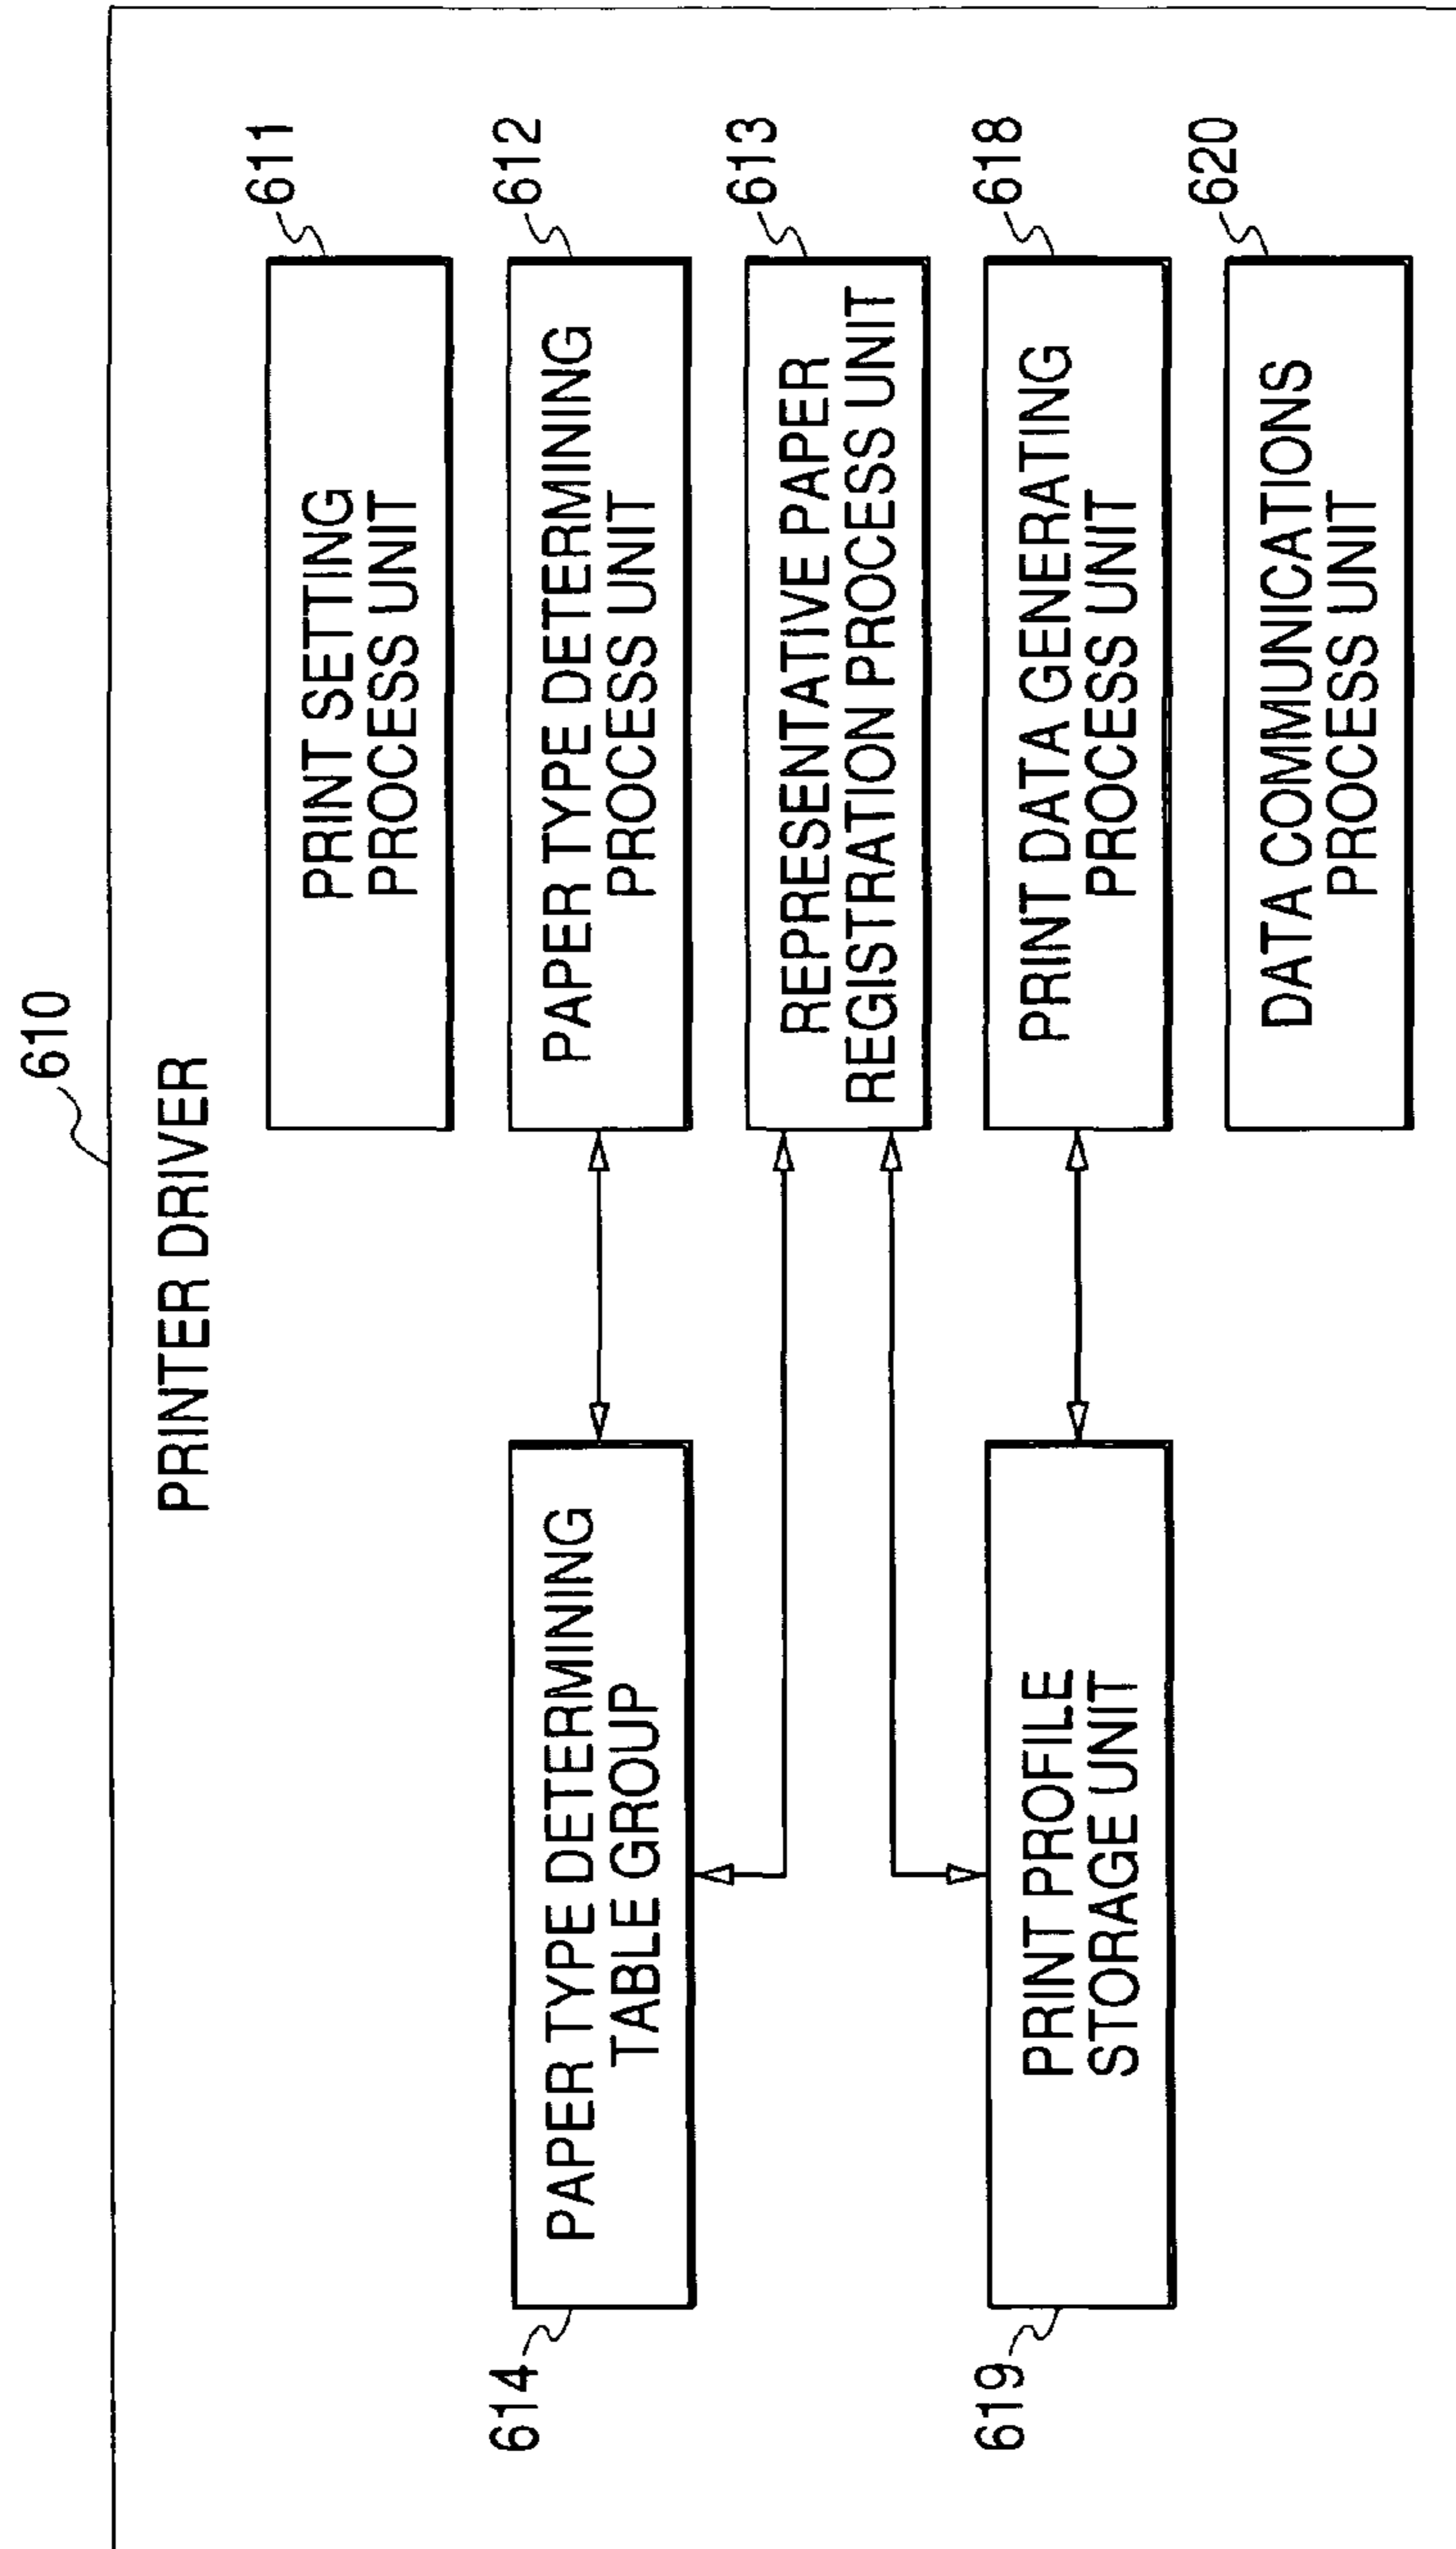 610
PRINTER DRIVER
611
PRINT SETTING
PROCESS UNIT
614
PAPER TYPE DETERMINING
TABLE GROUP
612
PAPER TYPE DETERMINING
PROCESS UNIT
613
REPRESENTATIVE PAPER
REGISTRATION PROCESS UNIT
619
PRINT PROFILE
STORAGE UNIT
618
PRINT DATA GENERATING
PROCESS UNIT
620
DATA COMMUNICATIONS
PROCESS UNIT